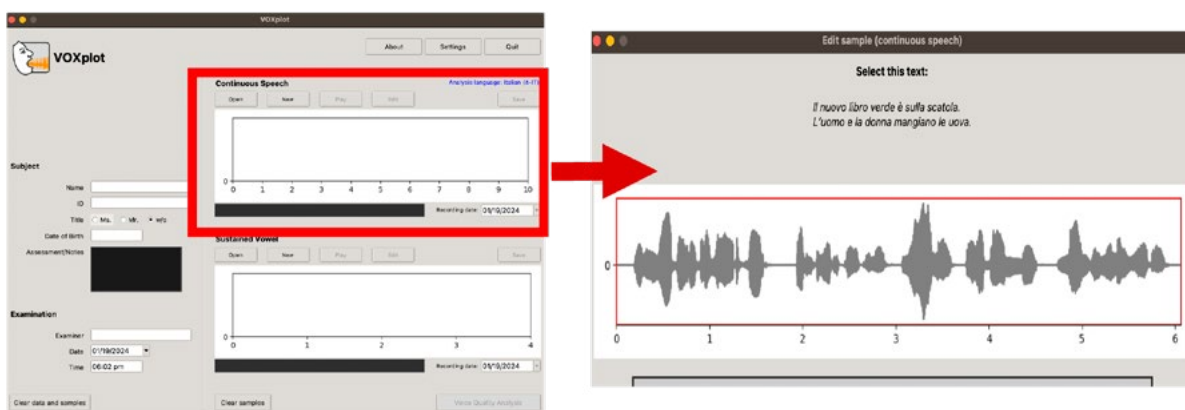 VOXplot
VOXplot
About Settings Quit
Continuous Speech Analysis language: Italian (it-IT)
Open New Play Edit Save
0
0 1 2 3 4 5 6 7 8 9 10
Recording date: 01/19/2024
Subject
Name
ID
Title Ms. Mr. w/o
Date of Birth
Assessment/Notes
Sustained Vowel
Open New Play Edit Save
0
0 1 2 3 4
Recording date: 01/19/2024
Examination
Examiner
Date 01/19/2024
Time 06:02 pm
Clear data and samples Clear samples Voice Quality Analysis
Edit sample (continuous speech)
Select this text:
Il nuovo libro verde è sulla scatola.
L'uomo e la donna mangiano le uova.
0
0 1 2 3 4 5 6